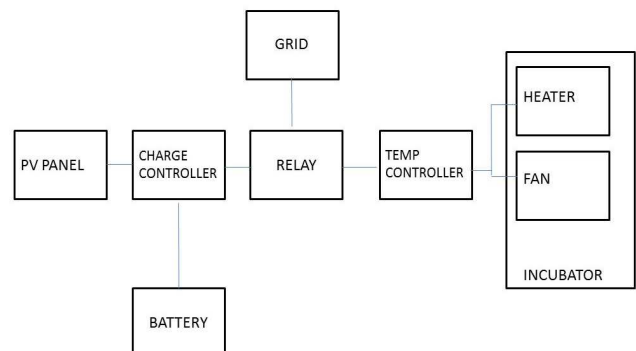 GRID
HEATER
PV PANEL
CHARGE
CONTROLLER
RELAY
TEMP
CONTROLLER
FAN
INCUBATOR
BATTERY